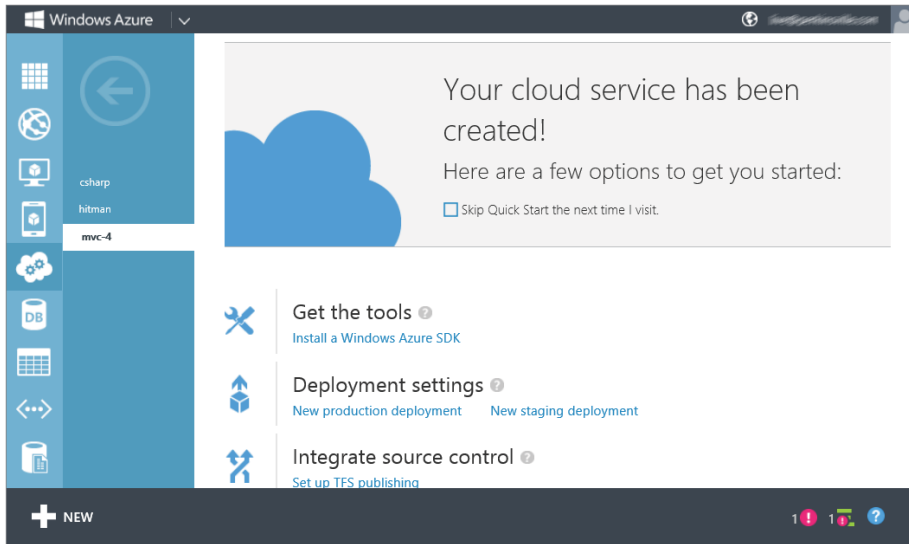 Windows Azure
csharp
hitman
mvc-4
Your cloud service has been
created!
Here are a few options to get you started:
Skip Quick Start the next time I visit.
Get the tools ?
Install a Windows Azure SDK
Deployment settings ?
New production deployment New staging deployment
Integrate source control ?
Set up TFS publishing
DB
NEW
1 ! 1 ! ?